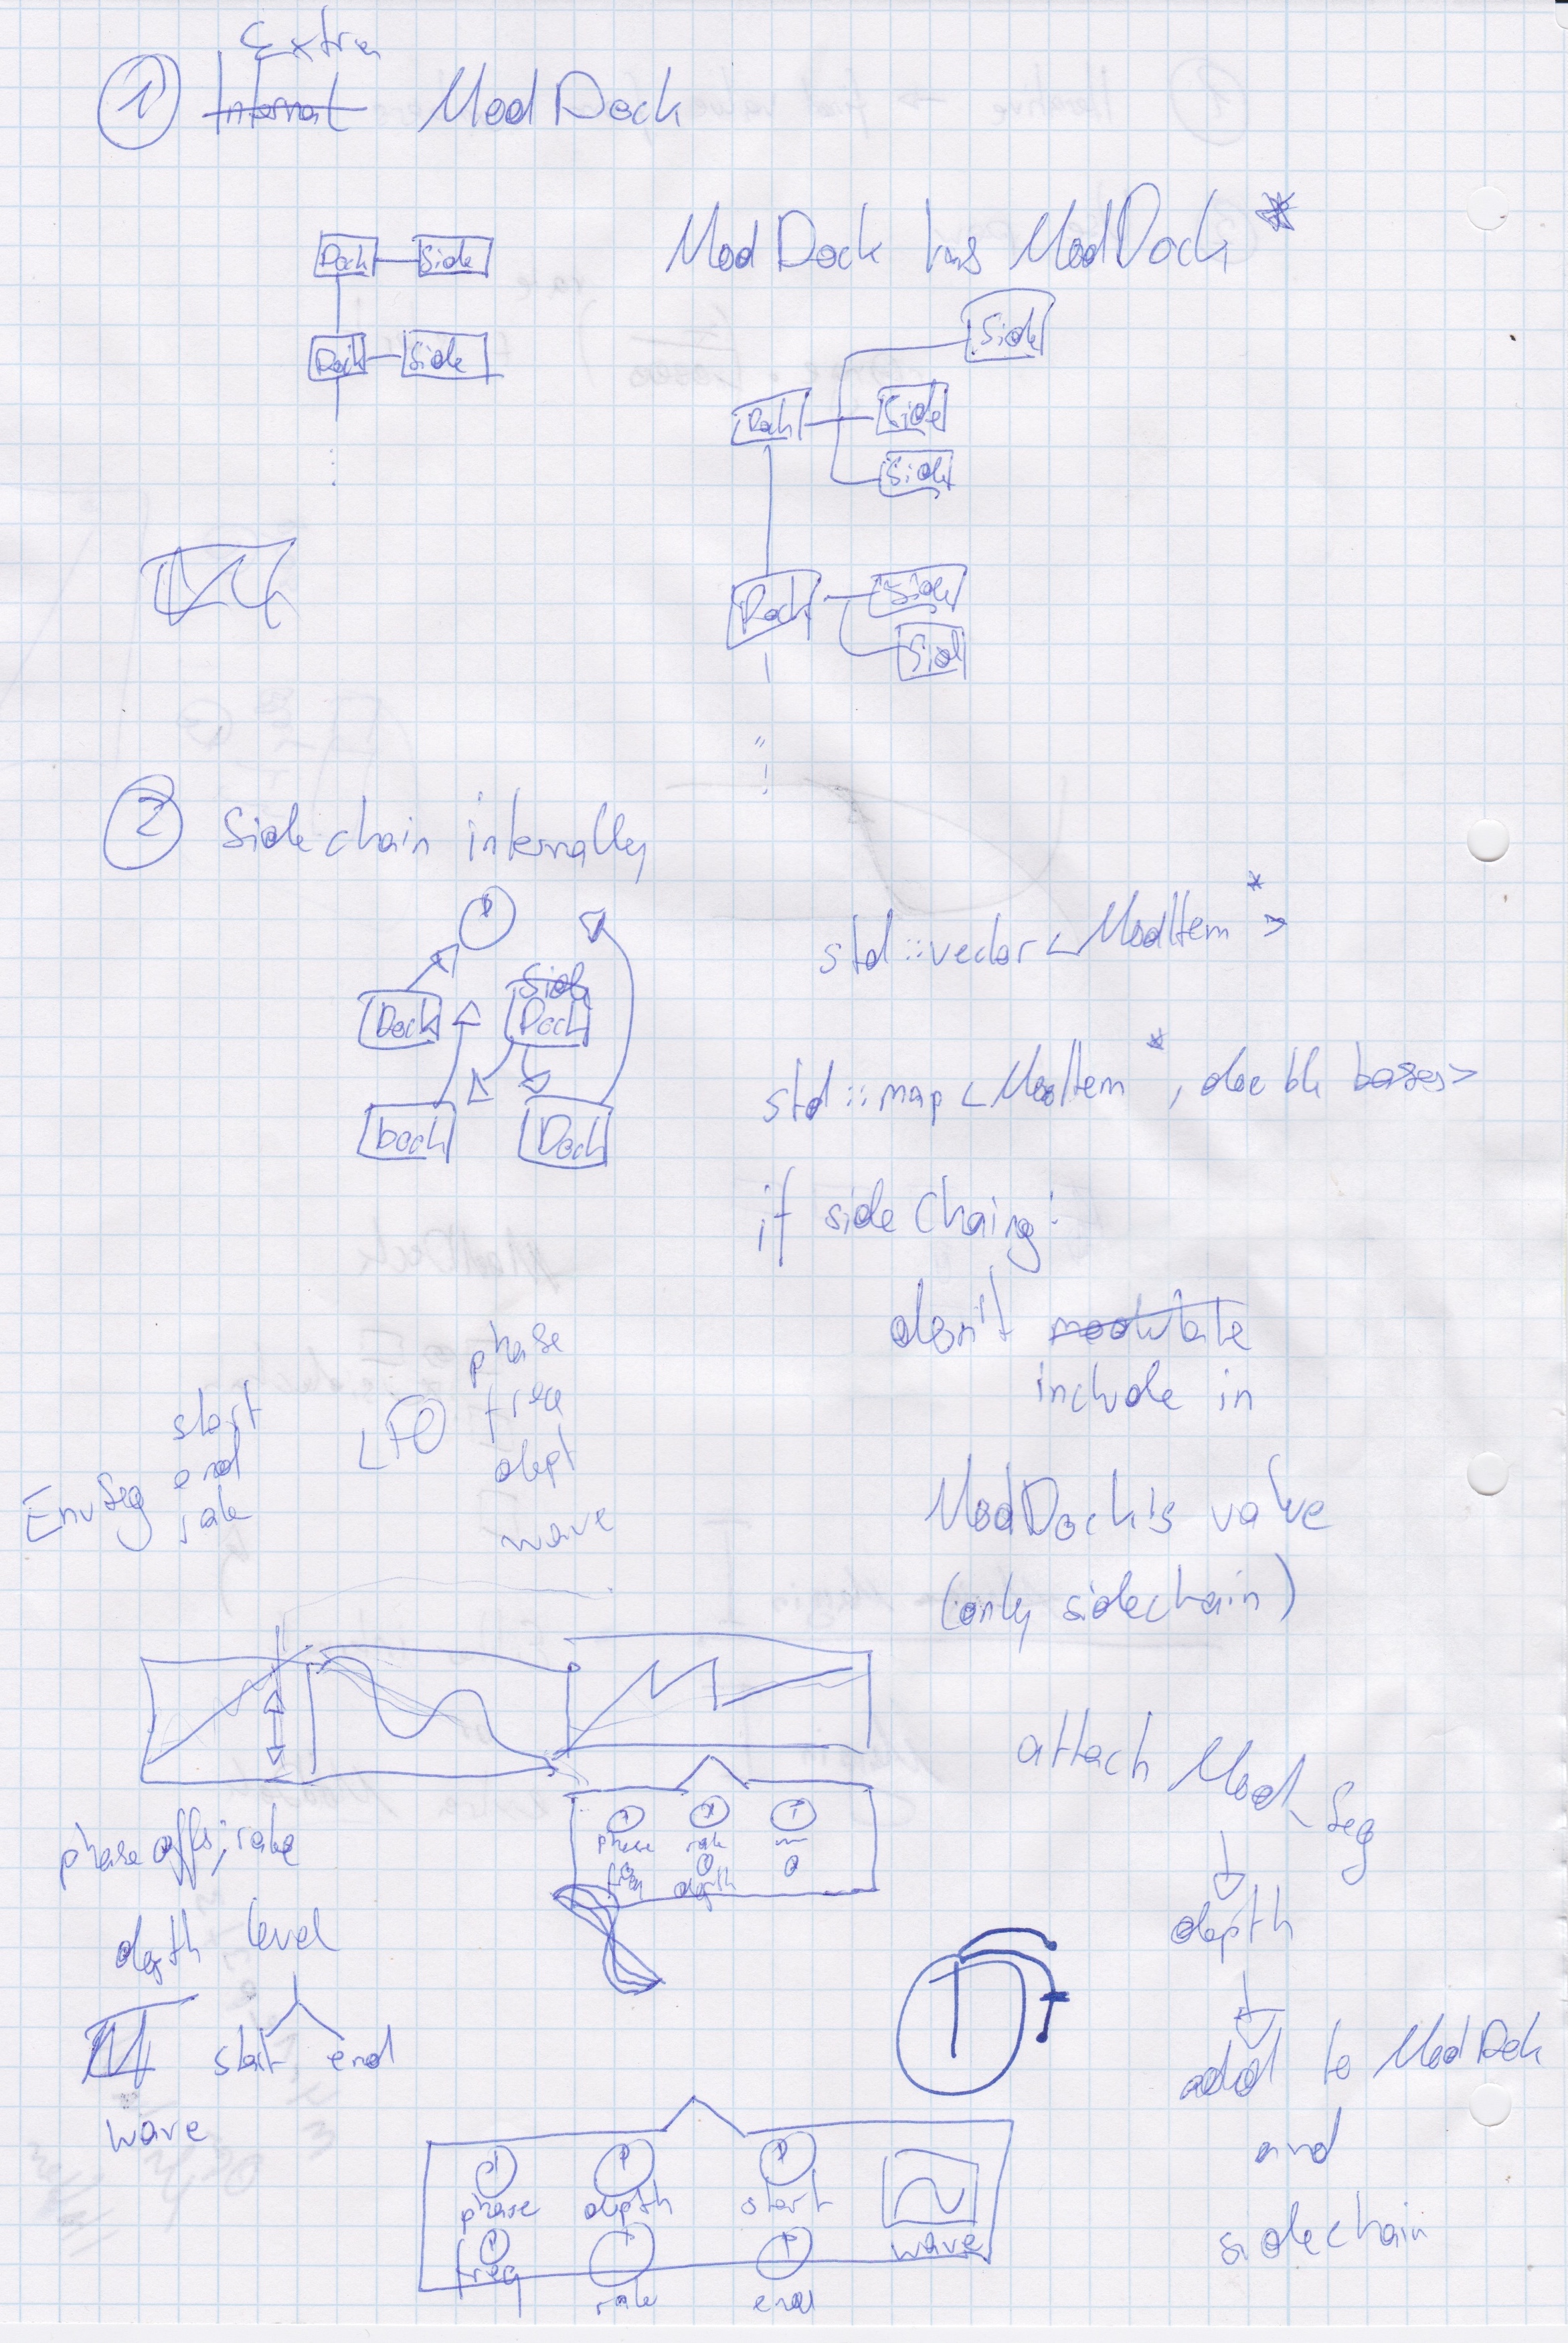 Extra
① Internal ModDock
ModDock has ModDock *
Dock Side
Dock Side
Side
Dock Side
Side
Dock Side
Side
② Sidechain internally
Dock Side Dock
Dock Dock
std::vector<ModItem*>
std::map<ModItem*, double bases>
if sideChaing:
don't modulate
include in
ModDock's value
(only sidechain)
EnvSeg
start
end
rate
LFO
phase
freq
dept
wave
phase rate
freq depth
phase offs; rate
depth level
start end
wave
attach Mod_Seg
depth
add to ModDok
and
sidechain
phase depth start wave
freq rate end